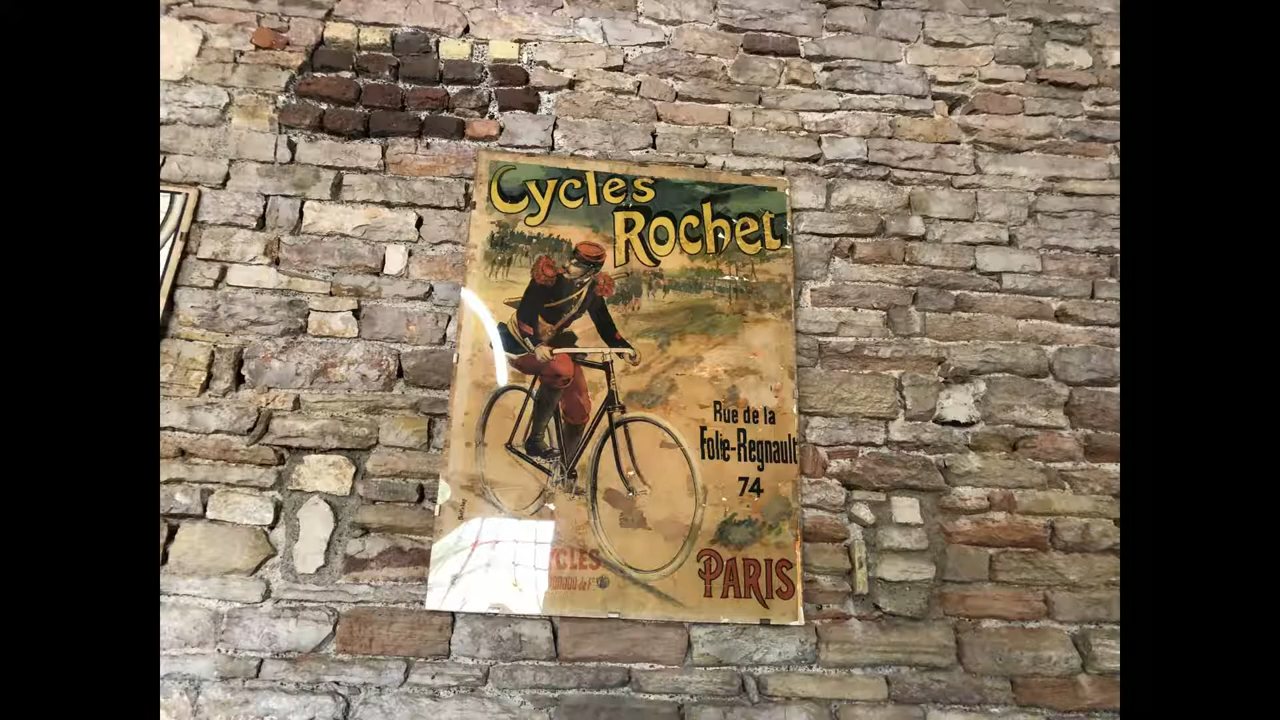 Cycles
Rochet
Rue de la
Folie-Regnault
74
PARIS